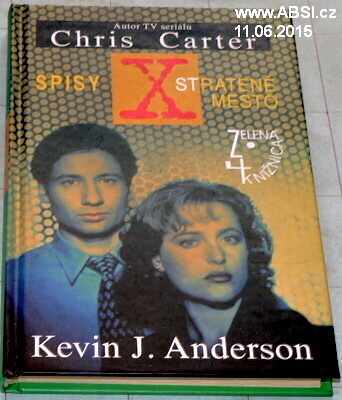 www.ABSI.cz
11.06.2015
Autor TV seriálu
Chris Carter
SPISY X STRATENÉ
MESTO
ZELENÁ
KNIŽNICA
Kevin J. Anderson